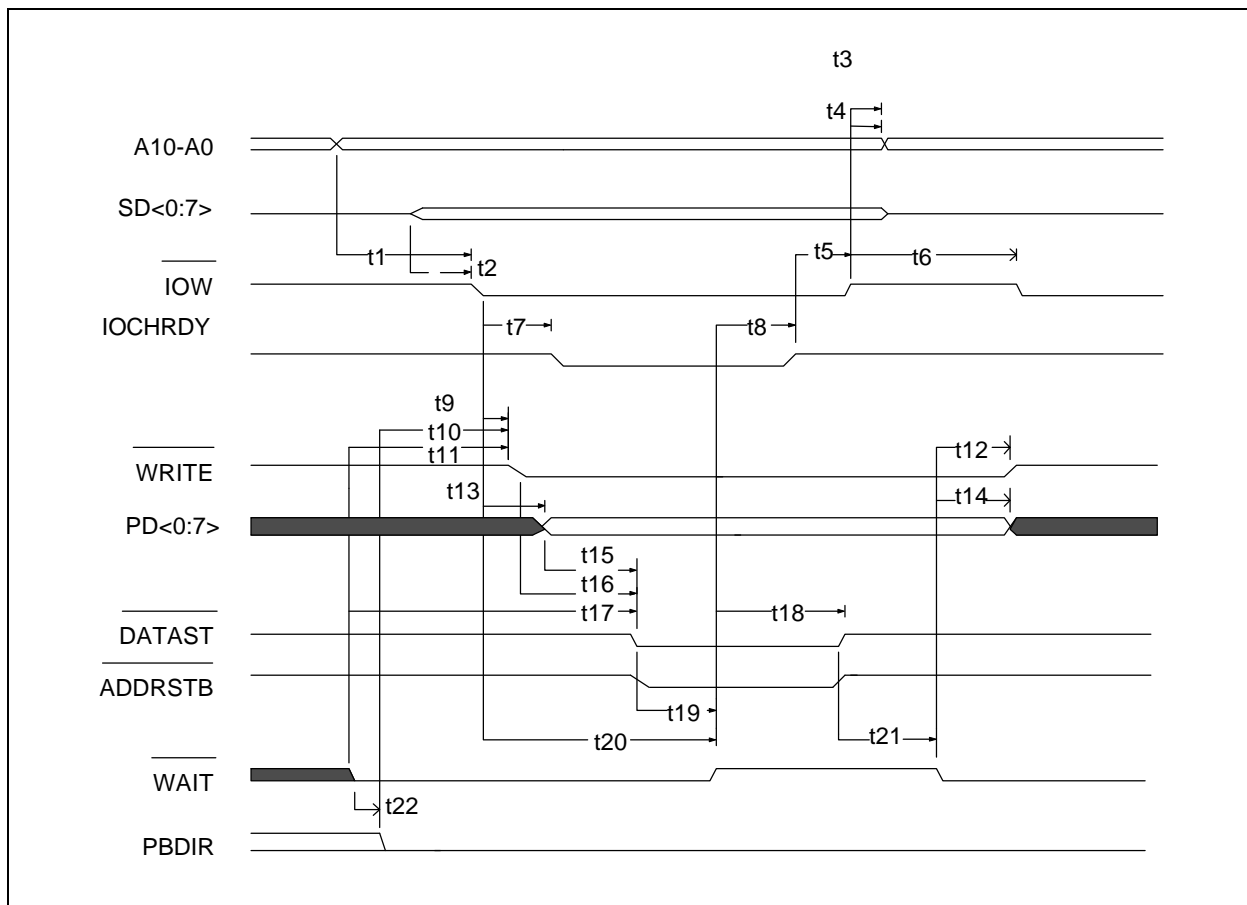 t3
t4
A10-A0
SD<0:7>
t1
t2
t5
t6
IOW
IOCHRDY
t7
t8
t9
t10
t11
t12
WRITE
t13
t14
PD<0:7>
t15
t16
t17
t18
DATAST
ADDRSTB
t19
t20
t21
WAIT
t22
PBDIR